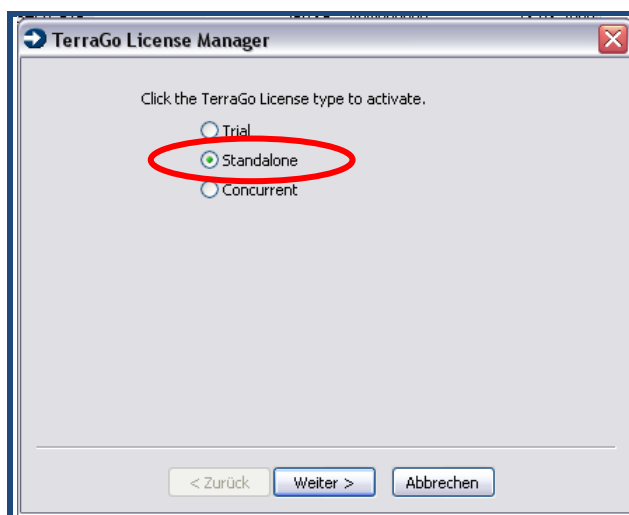 TerraGo License Manager
Click the TerraGo License type to activate.
Trial
Standalone
Concurrent
< Zurück
Weiter >
Abbrechen